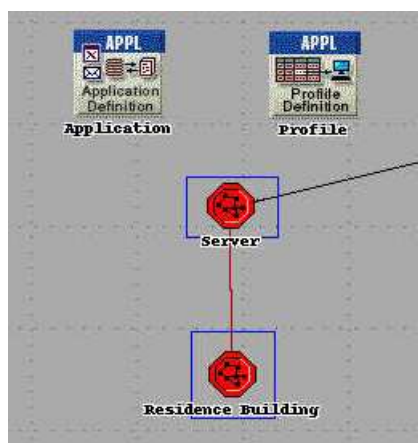 APPL
Application
Definition
Application
APPL
Profile
Definition
Profile
Server
Residence Building